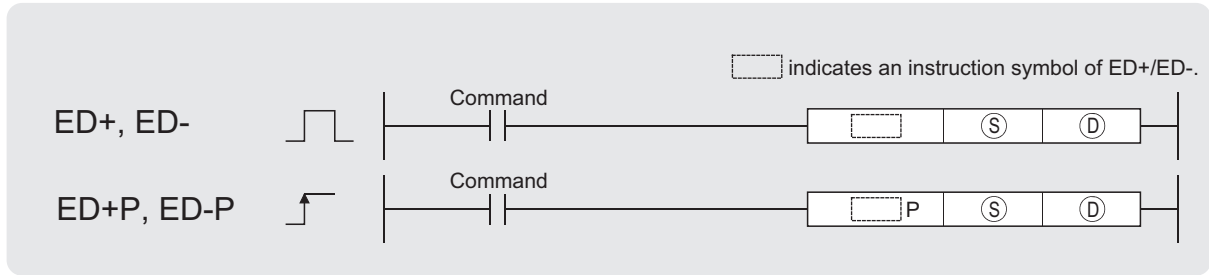 indicates an instruction symbol of ED+/ED-.
Command
ED+, ED-
Ⓢ Ⓓ
Command
ED+P, ED-P
P Ⓢ Ⓓ